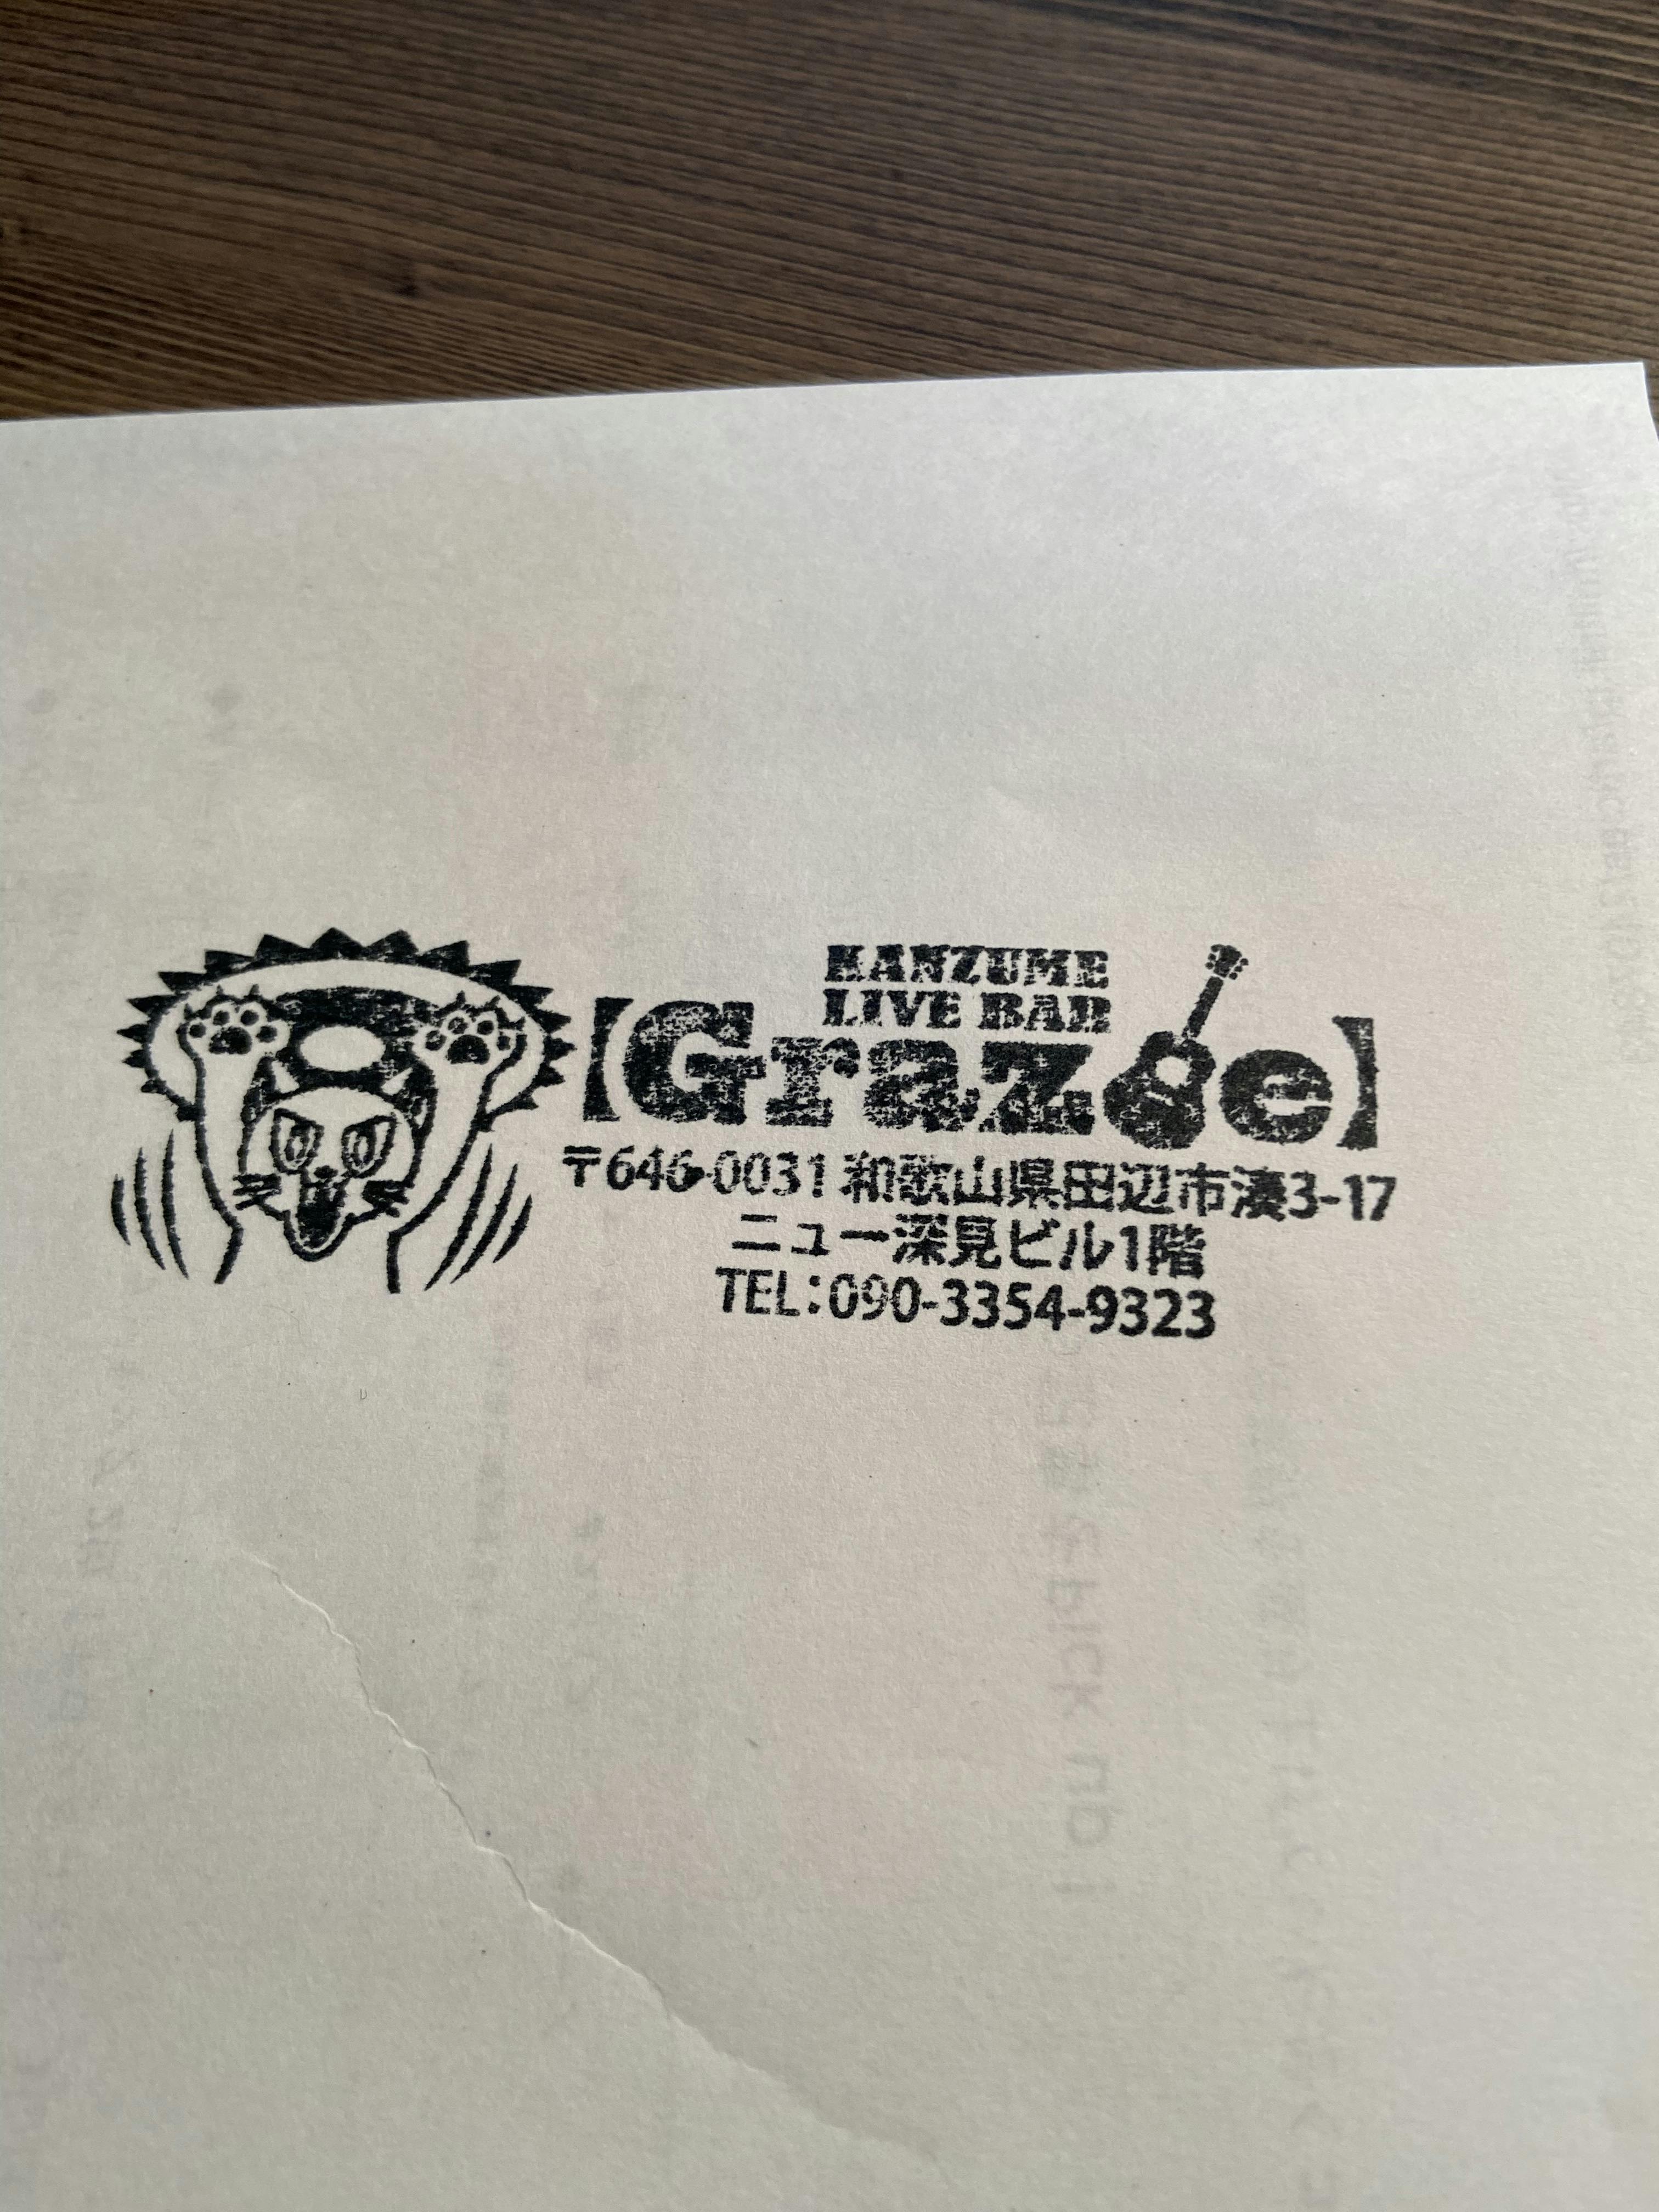 KANZUME
LIVE BAR
【Grazie】
〒646-0031 和歌山県田辺市湊3-17
ニュー深見ビル1階
TEL:090-3354-9323